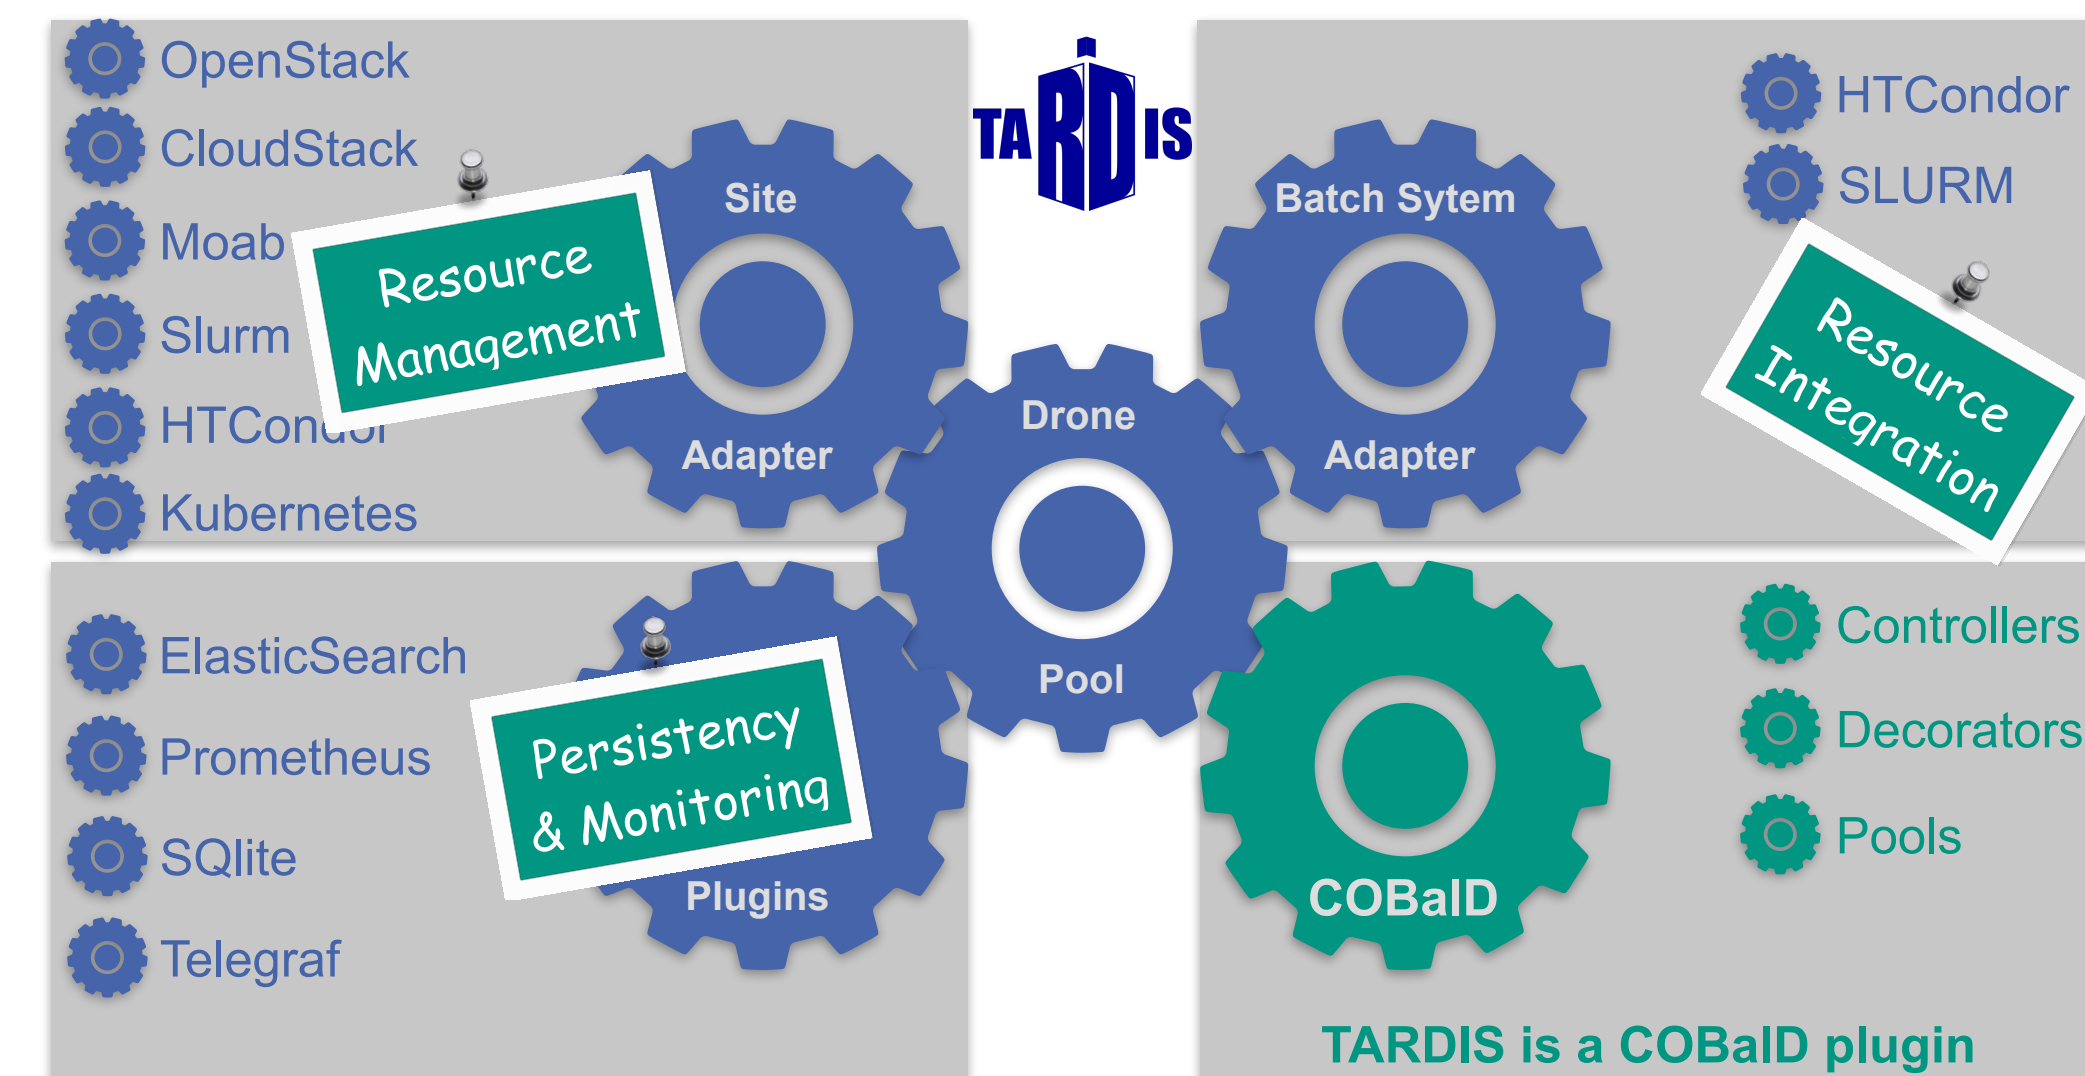 OpenStack
CloudStack
Moab
Slurm
HTCondor
Kubernetes
Resource
Management
Site
Adapter
TARDIS
Batch Sytem
Adapter
HTCondor
SLURM
Resource
Integration
Drone
Pool
ElasticSearch
Prometheus
SQlite
Telegraf
Persistency
& Monitoring
Plugins
COBalD
Controllers
Decorators
Pools
TARDIS is a COBalD plugin